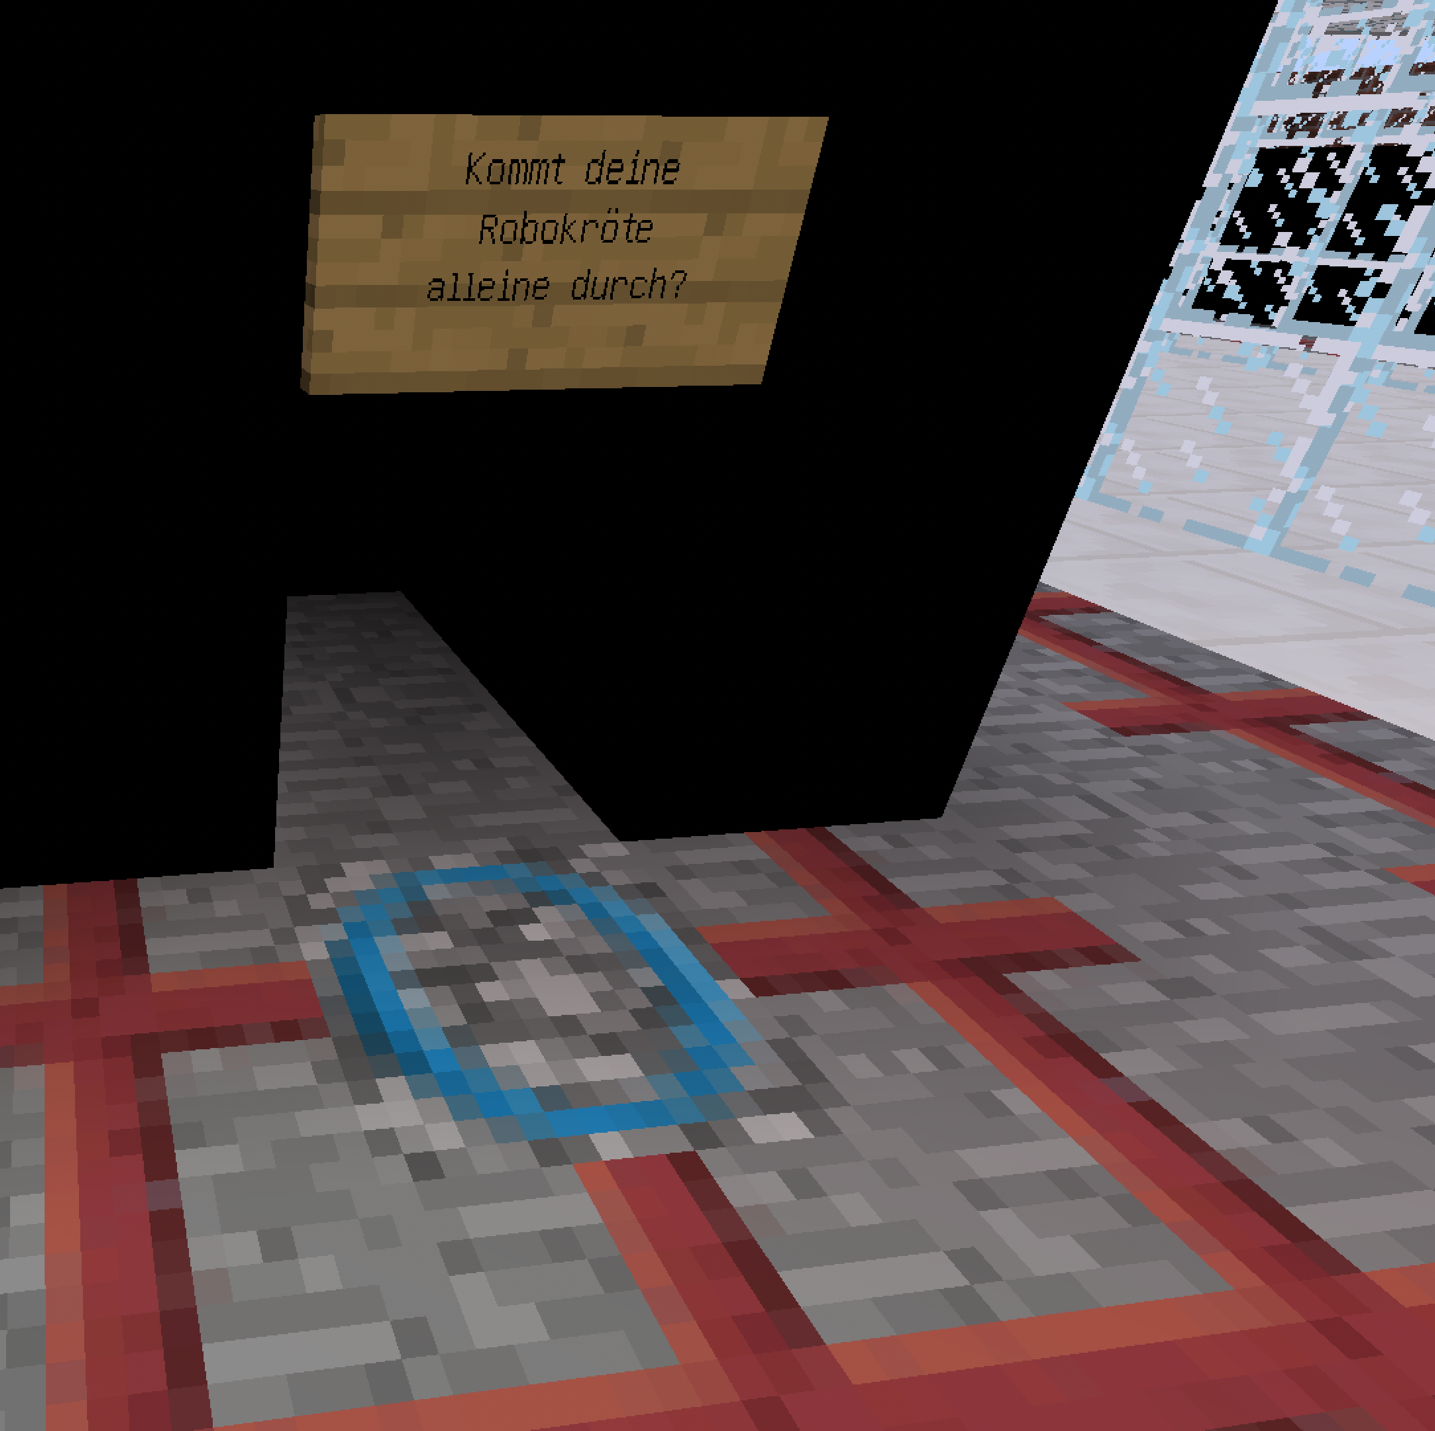 Kommt deine
Robokröte
alleine durch?